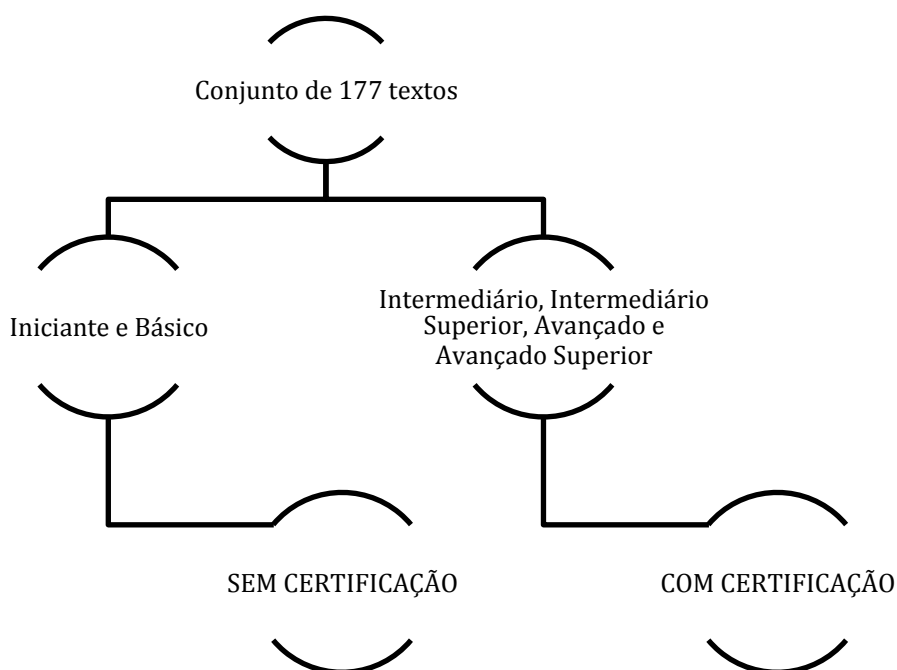 Conjunto de 177 textos
Iniciante e Básico
Intermediário, Intermediário
Superior, Avançado e
Avançado Superior
SEM CERTIFICAÇÃO
COM CERTIFICAÇÃO